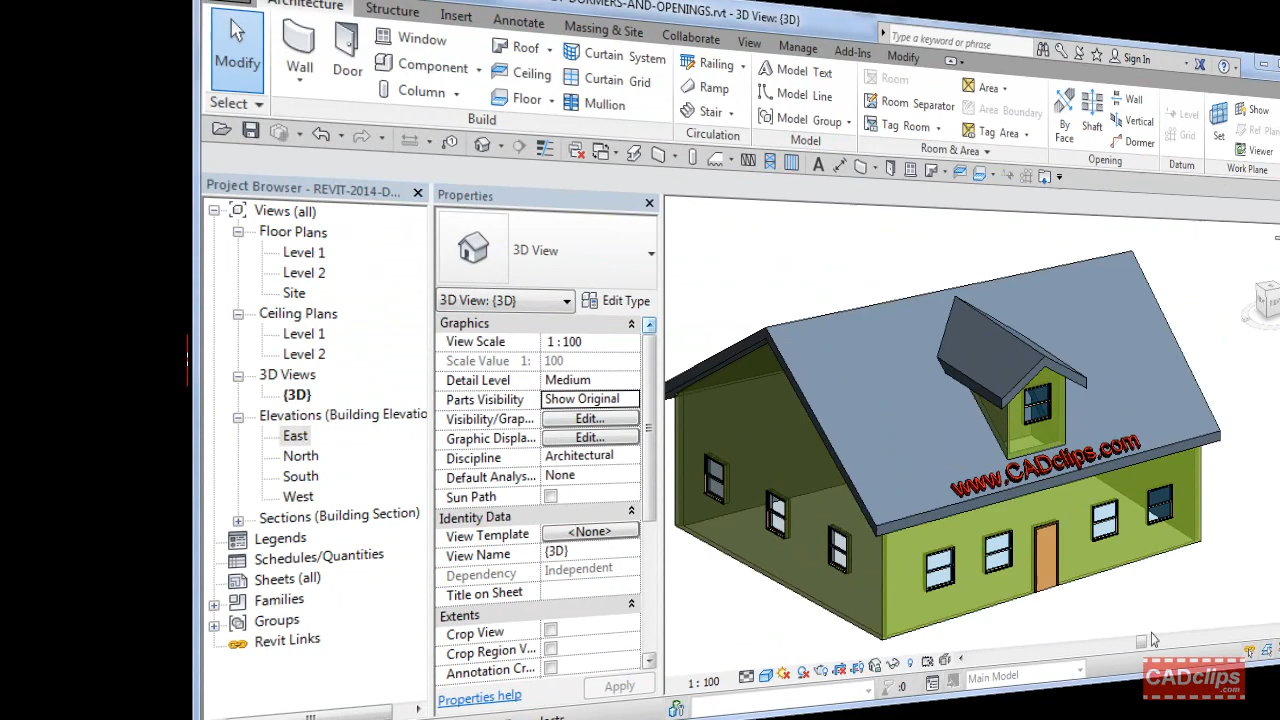 DORMERS-AND-OPENINGS.rvt - 3D View: {3D}
Architecture Structure Insert Annotate Massing & Site Collaborate View Manage Add-Ins Modify
Type a keyword or phrase
Sign In
Modify
Select
Wall
Door
Window
Component
Column
Roof
Ceiling
Floor
Curtain System
Curtain Grid
Mullion
Build
Railing
Ramp
Stair
Circulation
Model Text
Model Line
Model Group
Model
Room
Room Separator
Tag Room
Area
Area Boundary
Tag Area
Room & Area
By Face
Shaft
Wall
Vertical
Dormer
Opening
Level
Grid
Datum
Set
Show
Ref
Viewer
Work Plane
Project Browser - REVIT-2014-D...
Views (all)
Floor Plans
Level 1
Level 2
Site
Ceiling Plans
Level 1
Level 2
3D Views
{3D}
Elevations (Building Elevatio
East
North
South
West
Sections (Building Section)
Legends
Schedules/Quantities
Sheets (all)
Families
Groups
Revit Links
Properties
3D View
3D View: {3D} Edit Type
Graphics
View Scale 1 : 100
Scale Value 1: 100
Detail Level Medium
Parts Visibility Show Original
Visibility/Grap... Edit...
Graphic Displa... Edit...
Discipline Architectural
Default Analys... None
Sun Path
Identity Data
View Template <None>
View Name {3D}
Dependency Independent
Title on Sheet
Extents
Crop View
Crop Region V...
Annotation Cr...
Properties help
Apply
www.CADclips.com
1 : 100
:0
Main Model
CADclips
.com